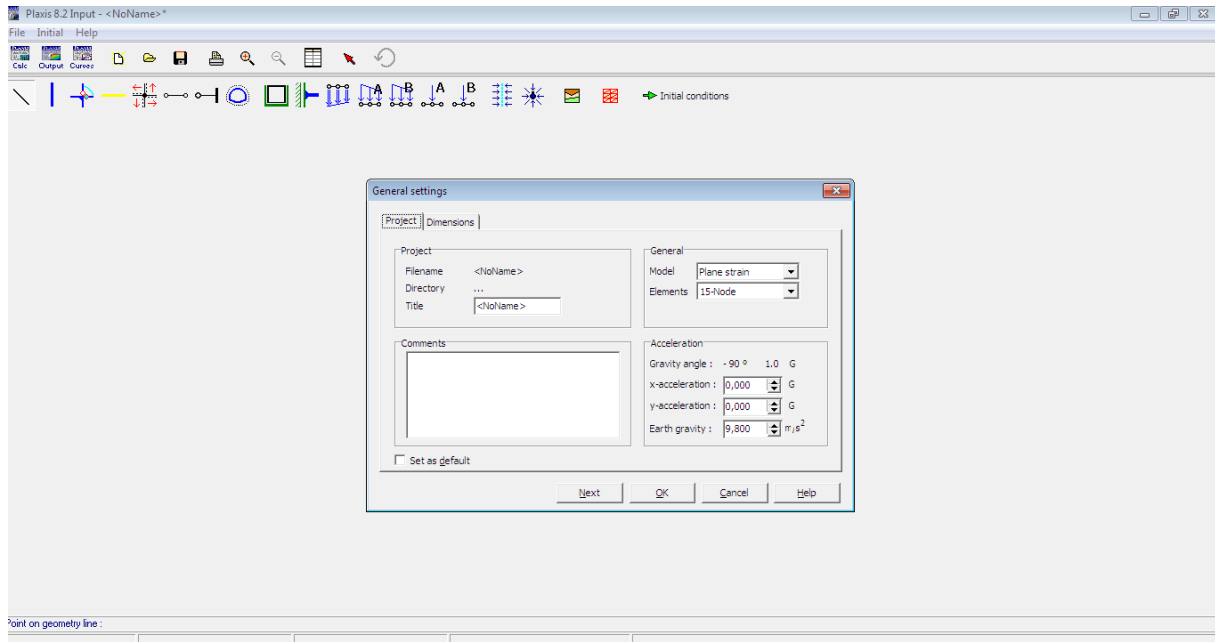 Plaxis 8.2 Input - <NoName>*
File Initial Help
Calc Output Curves
A B A B Initial conditions
General settings
Project Dimensions
Project
Filename <NoName>
Directory ...
Title <NoName>
General
Model Plane strain
Elements 15-Node
Comments
Acceleration
Gravity angle : - 90 º 1.0 G
x-acceleration : 0,000 G
y-acceleration : 0,000 G
Earth gravity : 9,800 m/s²
Set as default
Next OK Cancel Help
Point on geometry line :